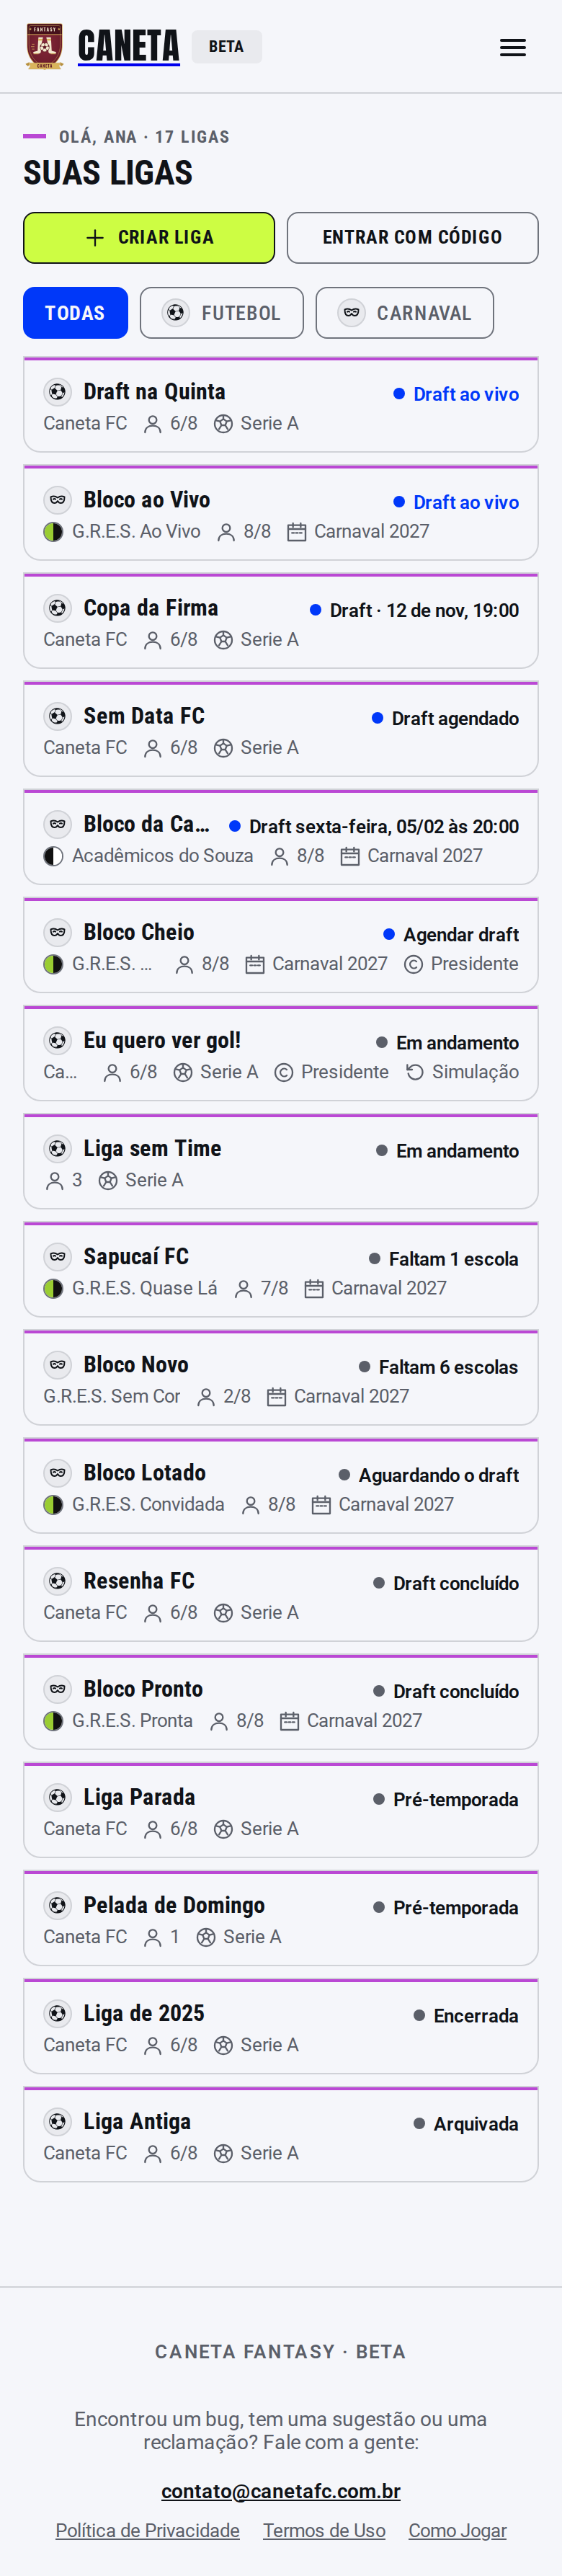 FANTASY
CANETA
CANETA
BETA
OLÁ, ANA · 17 LIGAS
SUAS LIGAS
CRIAR LIGA
ENTRAR COM CÓDIGO
TODAS
FUTEBOL
CARNAVAL
Draft na Quinta
Draft ao vivo
Caneta FC 6/8 Serie A
Bloco ao Vivo
Draft ao vivo
G.R.E.S. Ao Vivo 8/8 Carnaval 2027
Copa da Firma
Draft · 12 de nov, 19:00
Caneta FC 6/8 Serie A
Sem Data FC
Draft agendado
Caneta FC 6/8 Serie A
Bloco da Ca...
Draft sexta-feira, 05/02 às 20:00
Acadêmicos do Souza 8/8 Carnaval 2027
Bloco Cheio
Agendar draft
G.R.E.S. ... 8/8 Carnaval 2027 Presidente
Eu quero ver gol!
Em andamento
Ca... 6/8 Serie A Presidente Simulação
Liga sem Time
Em andamento
3 Serie A
Sapucaí FC
Faltam 1 escola
G.R.E.S. Quase Lá 7/8 Carnaval 2027
Bloco Novo
Faltam 6 escolas
G.R.E.S. Sem Cor 2/8 Carnaval 2027
Bloco Lotado
Aguardando o draft
G.R.E.S. Convidada 8/8 Carnaval 2027
Resenha FC
Draft concluído
Caneta FC 6/8 Serie A
Bloco Pronto
Draft concluído
G.R.E.S. Pronta 8/8 Carnaval 2027
Liga Parada
Pré-temporada
Caneta FC 6/8 Serie A
Pelada de Domingo
Pré-temporada
Caneta FC 1 Serie A
Liga de 2025
Encerrada
Caneta FC 6/8 Serie A
Liga Antiga
Arquivada
Caneta FC 6/8 Serie A
CANETA FANTASY · BETA
Encontrou um bug, tem uma sugestão ou uma
reclamação? Fale com a gente:
contato@canetafc.com.br
Política de Privacidade Termos de Uso Como Jogar